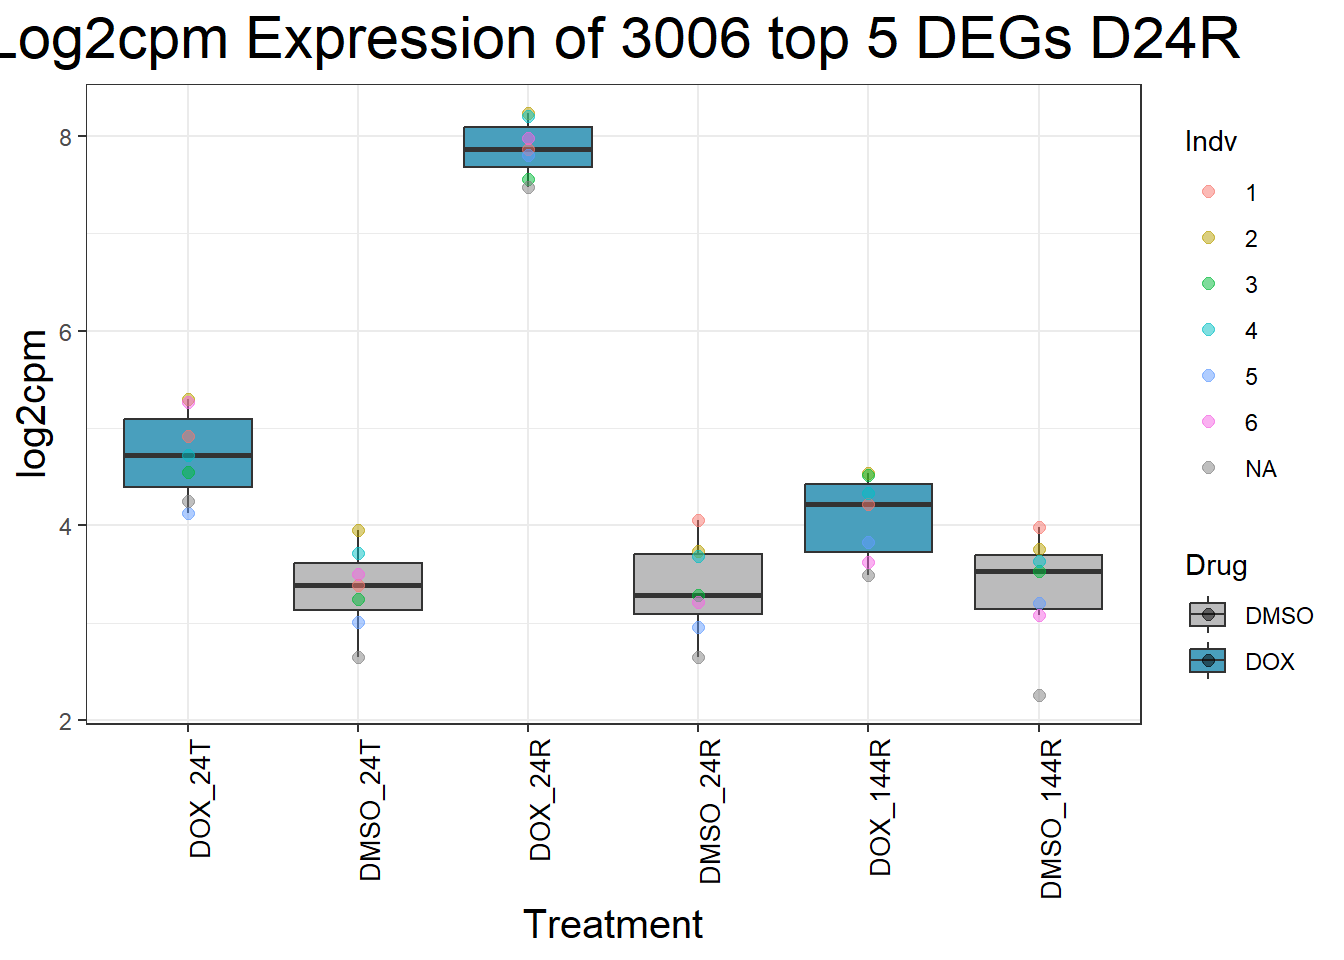 Log2cpm Expression of 3006 top 5 DEGs D24R
log2cpm
8
6
4
2
DOX_24T
DMSO_24T
DOX_24R
DMSO_24R
DOX_144R
DMSO_144R
Treatment
Indv
1
2
3
4
5
6
NA
Drug
DMSO
DOX